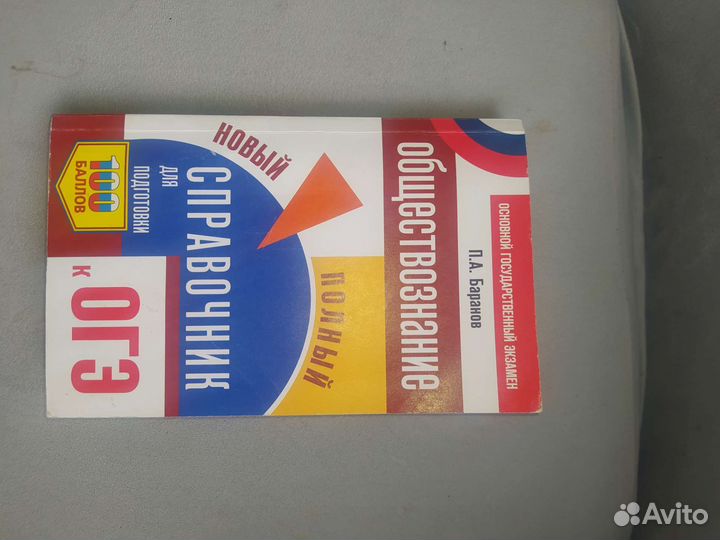 ОСНОВНОЙ ГОСУДАРСТВЕННЫЙ ЭКЗАМЕН
П.А. Баранов
ОБЩЕСТВОЗНАНИЕ
НОВЫЙ
ПОЛНЫЙ
СПРАВОЧНИК
ДЛЯ
ПОДГОТОВКИ
К ОГЭ
100
БАЛЛОВ
Avito